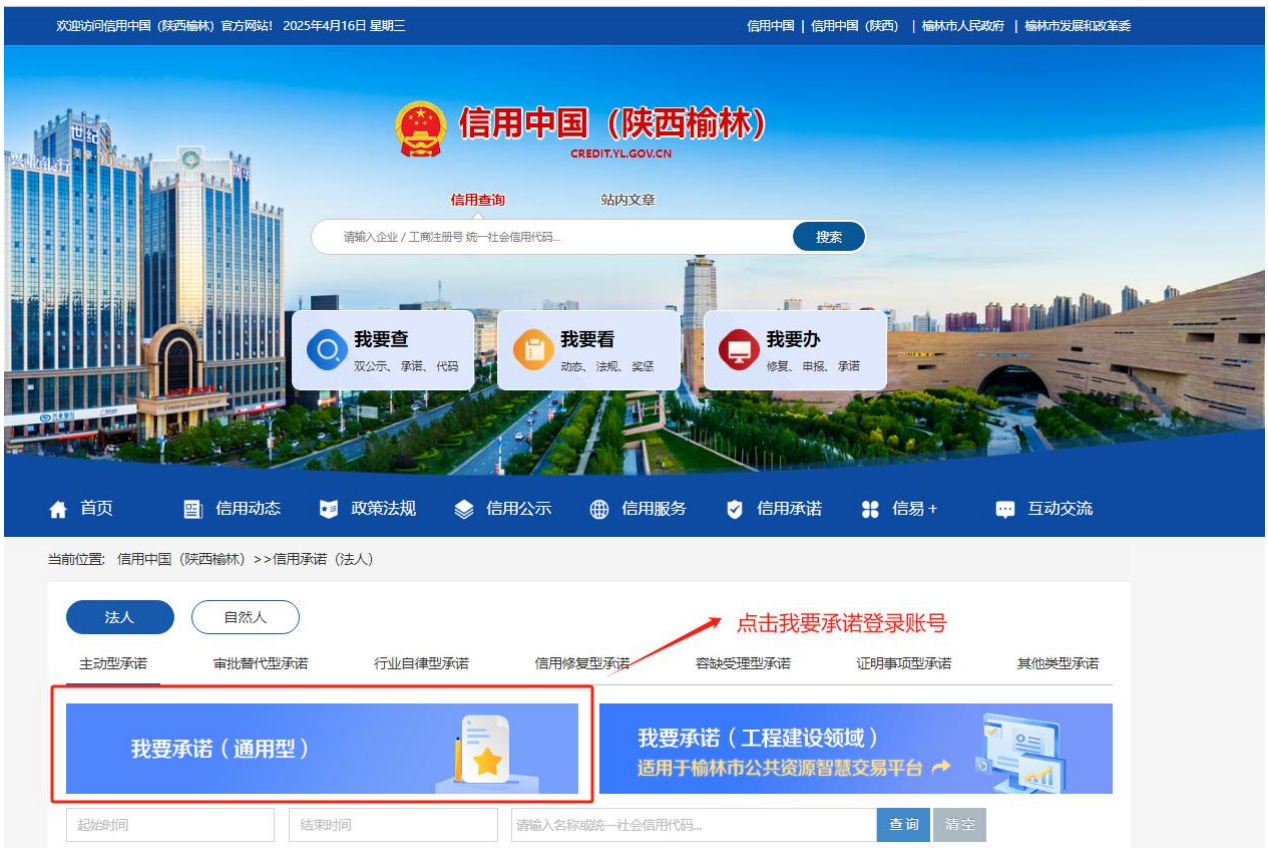 欢迎访问信用中国（陕西榆林）官方网站! 2025年4月16日 星期三
信用中国 | 信用中国（陕西） | 榆林市人民政府 | 榆林市发展和改革委
信用中国（陕西榆林）
CREDIT.YL.GOV.CN
信用查询 站内文章
请输入企业 / 工商注册号 统一社会信用代码... 搜索
世纪
我要查 我要看 我要办
双公示、承诺、代码 动态、法规、奖惩 修复、申报、承诺
首页 信用动态 政策法规 信用公示 信用服务 信用承诺 信易+ 互动交流
当前位置: 信用中国（陕西榆林）>>信用承诺（法人）
法人 自然人
点击我要承诺登录账号
主动型承诺 审批替代型承诺 行业自律型承诺 信用修复型承诺 容缺受理型承诺 证明事项型承诺 其他类型承诺
我要承诺（通用型）
我要承诺（工程建设领域）
适用于榆林市公共资源智慧交易平台
起始时间 结束时间 请输入名称或统一社会信用代码... 查询 清空